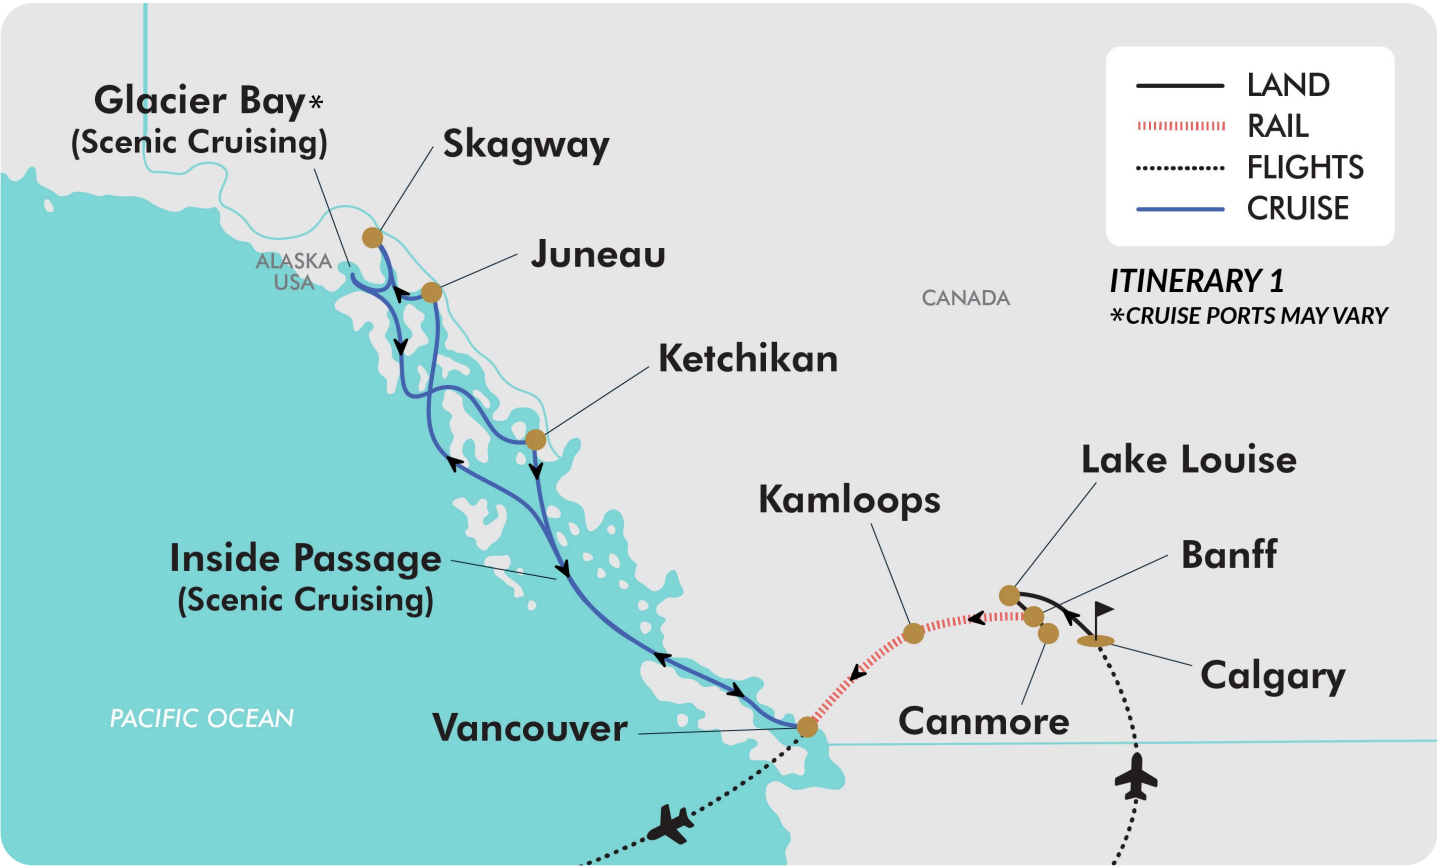 Glacier Bay*
(Scenic Cruising)
Skagway
Juneau
ALASKA
USA
Ketchikan
CANADA
LAND
RAIL
FLIGHTS
CRUISE
ITINERARY 1
*CRUISE PORTS MAY VARY
Lake Louise
Kamloops
Banff
Inside Passage
(Scenic Cruising)
Calgary
Canmore
Vancouver
PACIFIC OCEAN